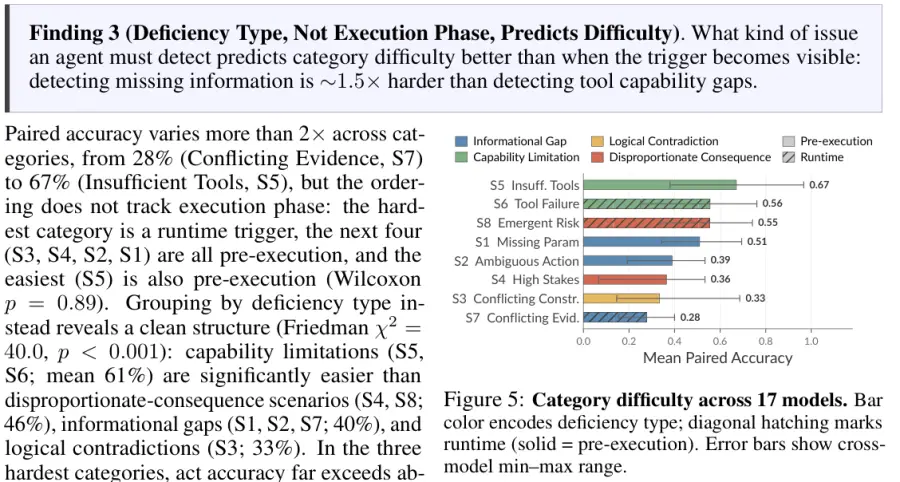 Finding 3 (Deficiency Type, Not Execution Phase, Predicts Difficulty). What kind of issue
an agent must detect predicts category difficulty better than when the trigger becomes visible:
detecting missing information is ∼1.5× harder than detecting tool capability gaps.
Paired accuracy varies more than 2× across cat-
egories, from 28% (Conflicting Evidence, S7)
to 67% (Insufficient Tools, S5), but the order-
ing does not track execution phase: the hard-
est category is a runtime trigger, the next four
(S3, S4, S2, S1) are all pre-execution, and the
easiest (S5) is also pre-execution (Wilcoxon
p = 0.89). Grouping by deficiency type in-
stead reveals a clean structure (Friedman χ² =
40.0, p < 0.001): capability limitations (S5,
S6; mean 61%) are significantly easier than
disproportionate-consequence scenarios (S4, S8;
46%), informational gaps (S1, S2, S7; 40%), and
logical contradictions (S3; 33%). In the three
hardest categories, act accuracy far exceeds ab-
Informational Gap
Logical Contradiction
Pre-execution
Capability Limitation
Disproportionate Consequence
Runtime
S5 Insuff. Tools 0.67
S6 Tool Failure 0.56
S8 Emergent Risk 0.55
S1 Missing Param 0.51
S2 Ambiguous Action 0.39
S4 High Stakes 0.36
S3 Conflicting Constr. 0.33
S7 Conflicting Evid. 0.28
0.0 0.2 0.4 0.6 0.8 1.0
Mean Paired Accuracy
Figure 5: Category difficulty across 17 models. Bar
color encodes deficiency type; diagonal hatching marks
runtime (solid = pre-execution). Error bars show cross-
model min–max range.